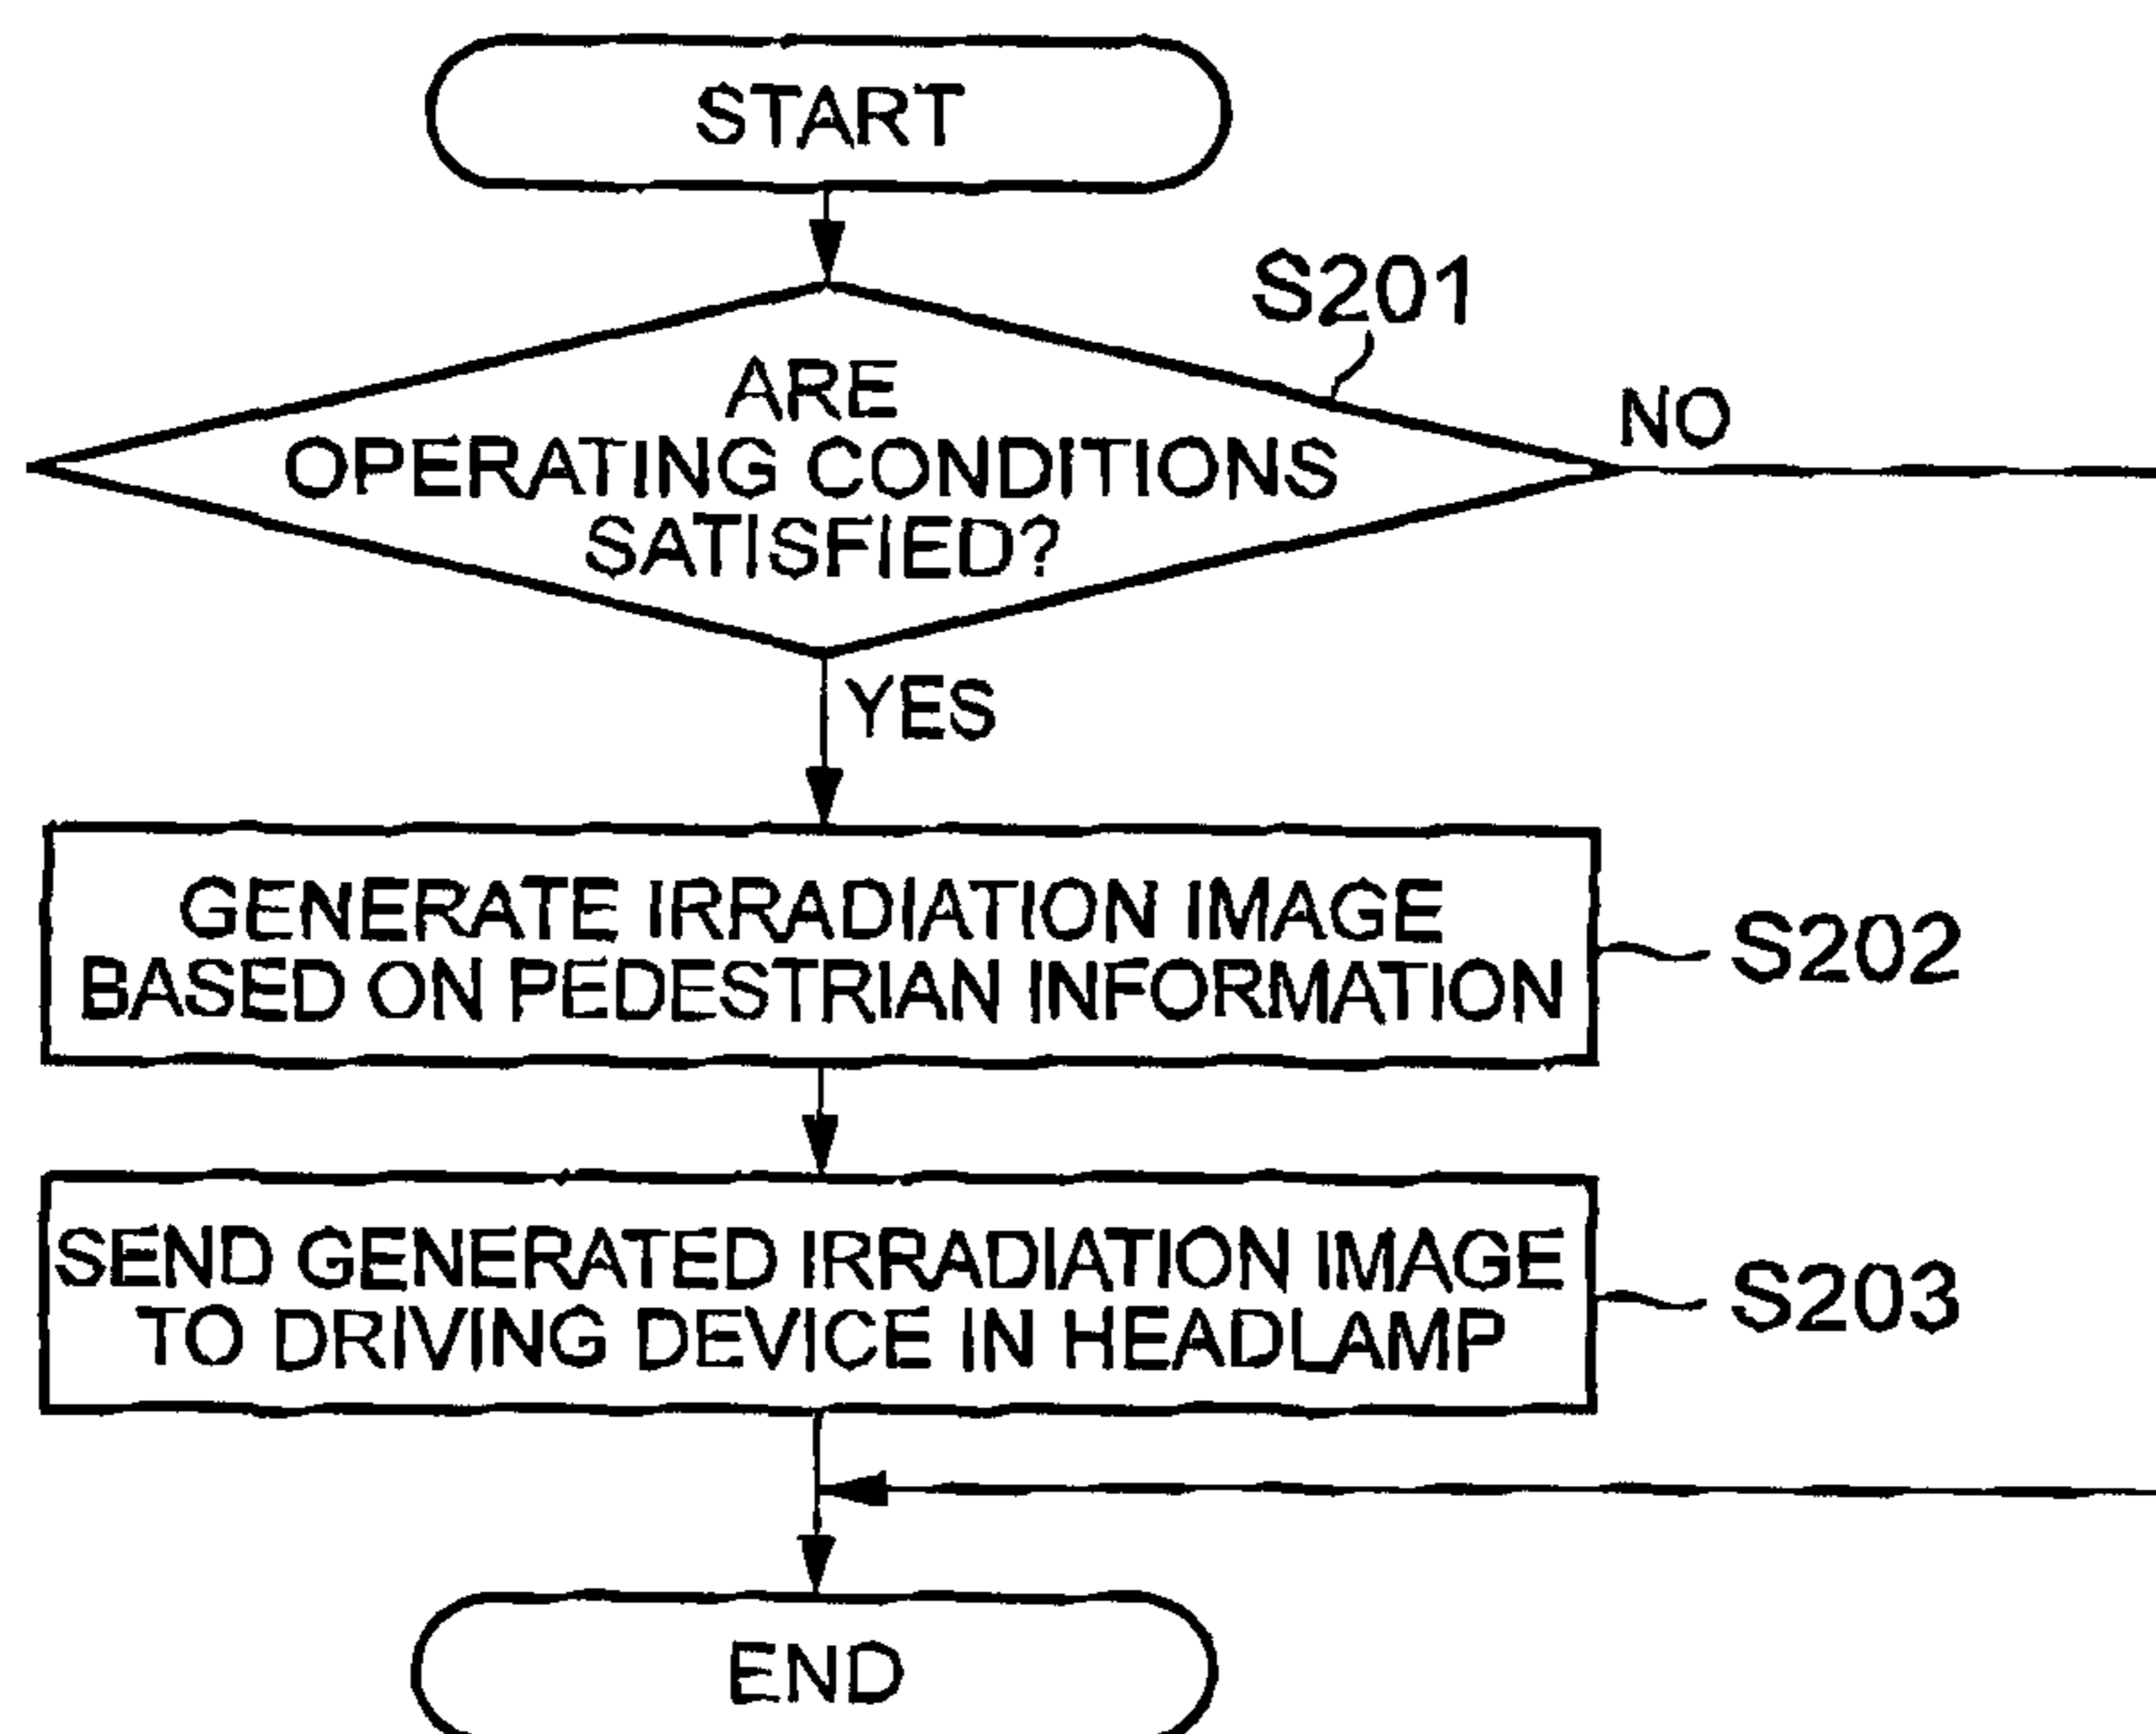 START
S201
ARE
OPERATING CONDITIONS
SATISFIED?
NO
YES
GENERATE IRRADIATION IMAGE
BASED ON PEDESTRIAN INFORMATION
S202
SEND GENERATED IRRADIATION IMAGE
TO DRIVING DEVICE IN HEADLAMP
S203
END